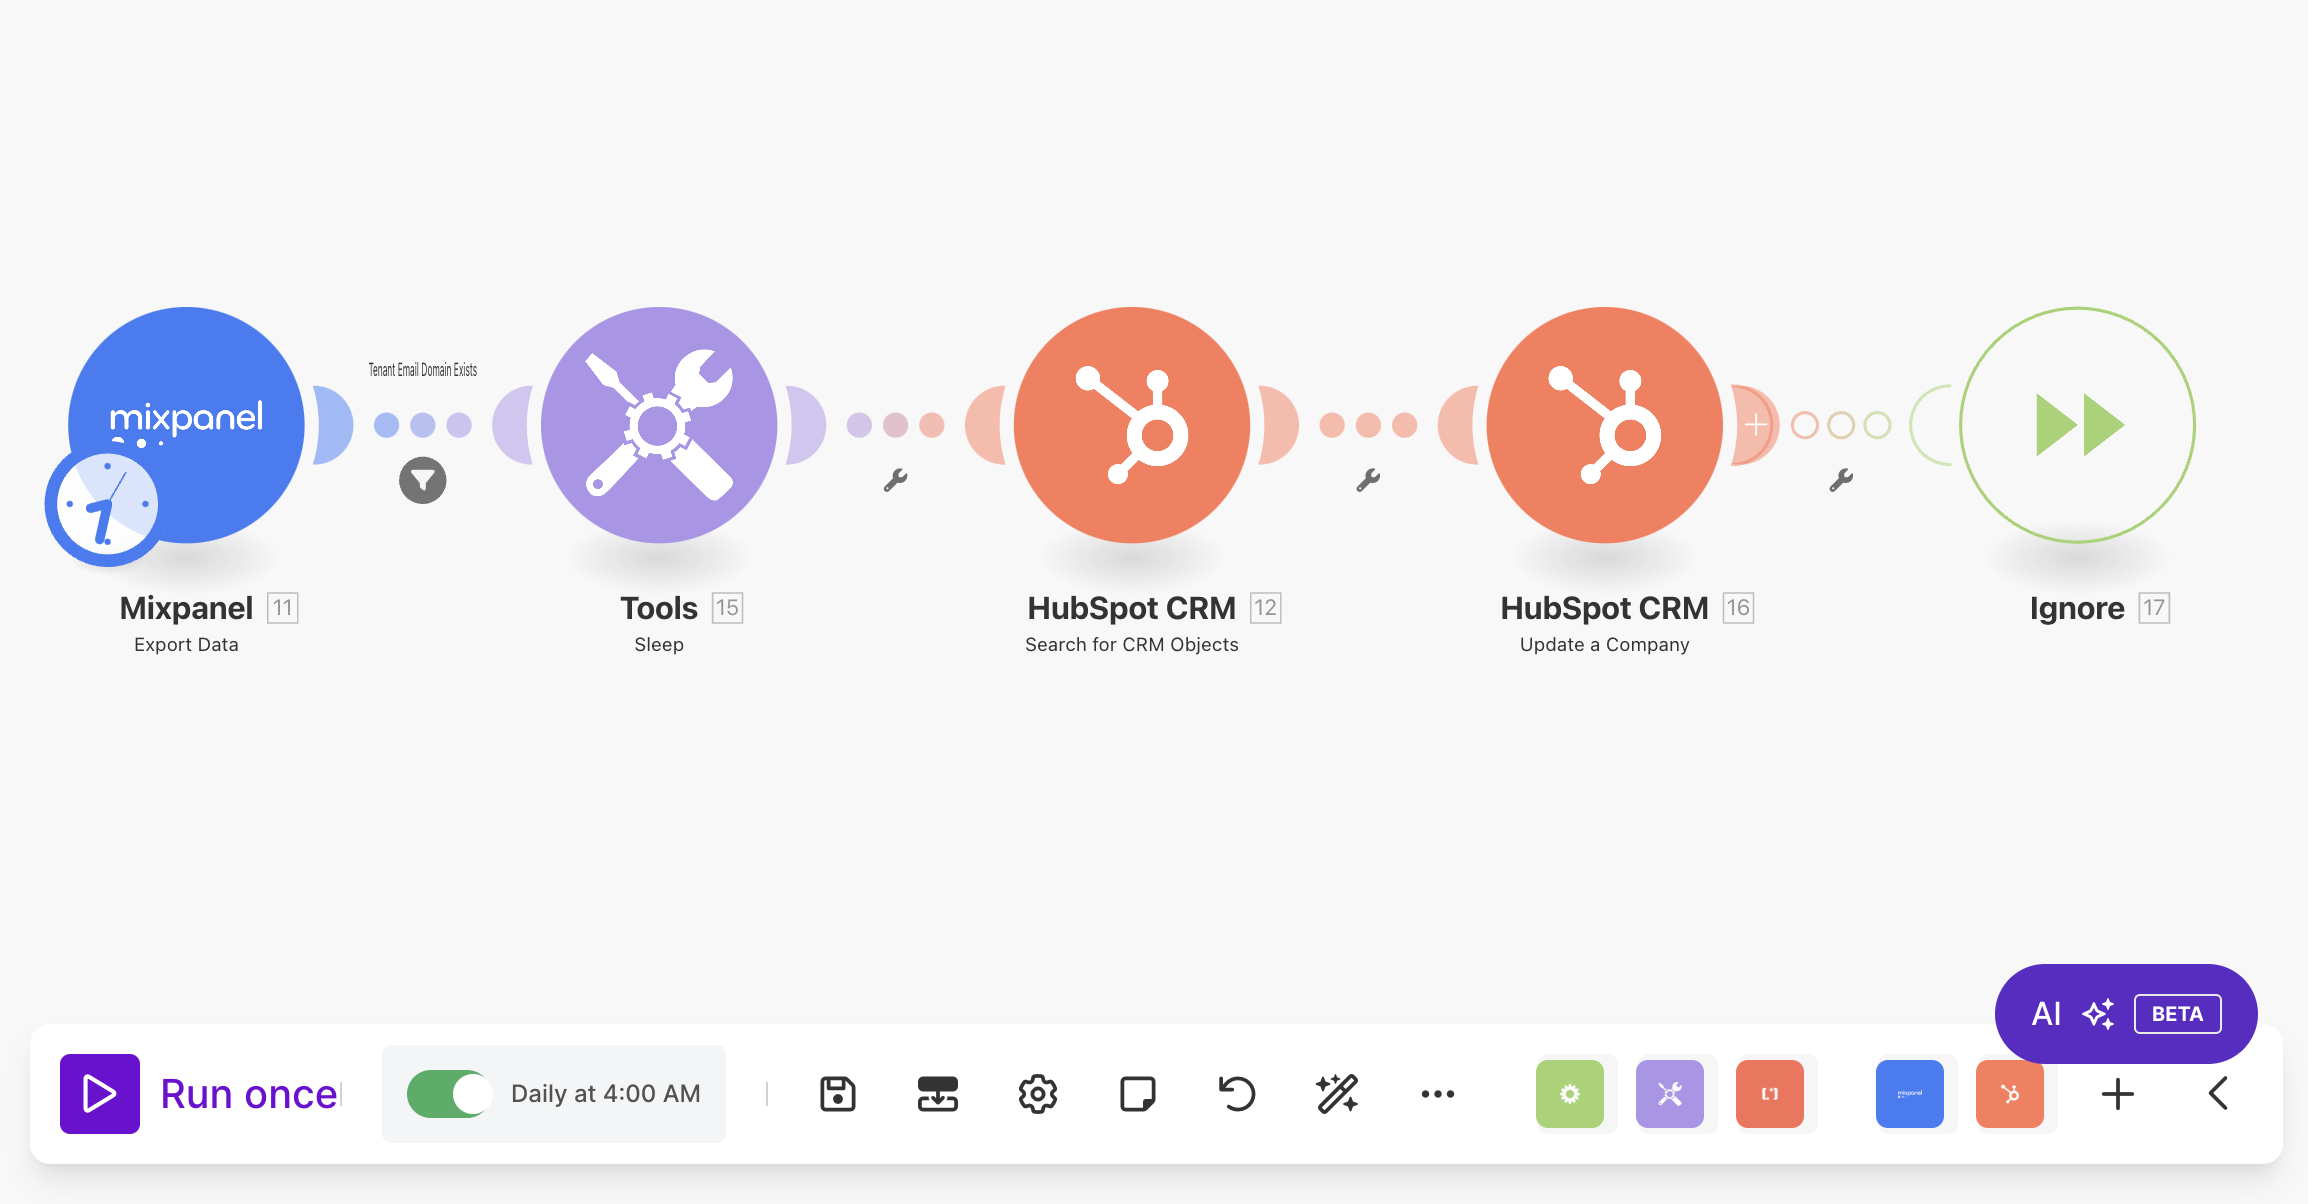 Tenant Email Domain Exists
mixpanel
Mixpanel 11
Export Data
Tools 15
Sleep
HubSpot CRM 12
Search for CRM Objects
HubSpot CRM 16
Update a Company
Ignore 17
AI BETA
Run once
Daily at 4:00 AM
mixpanel